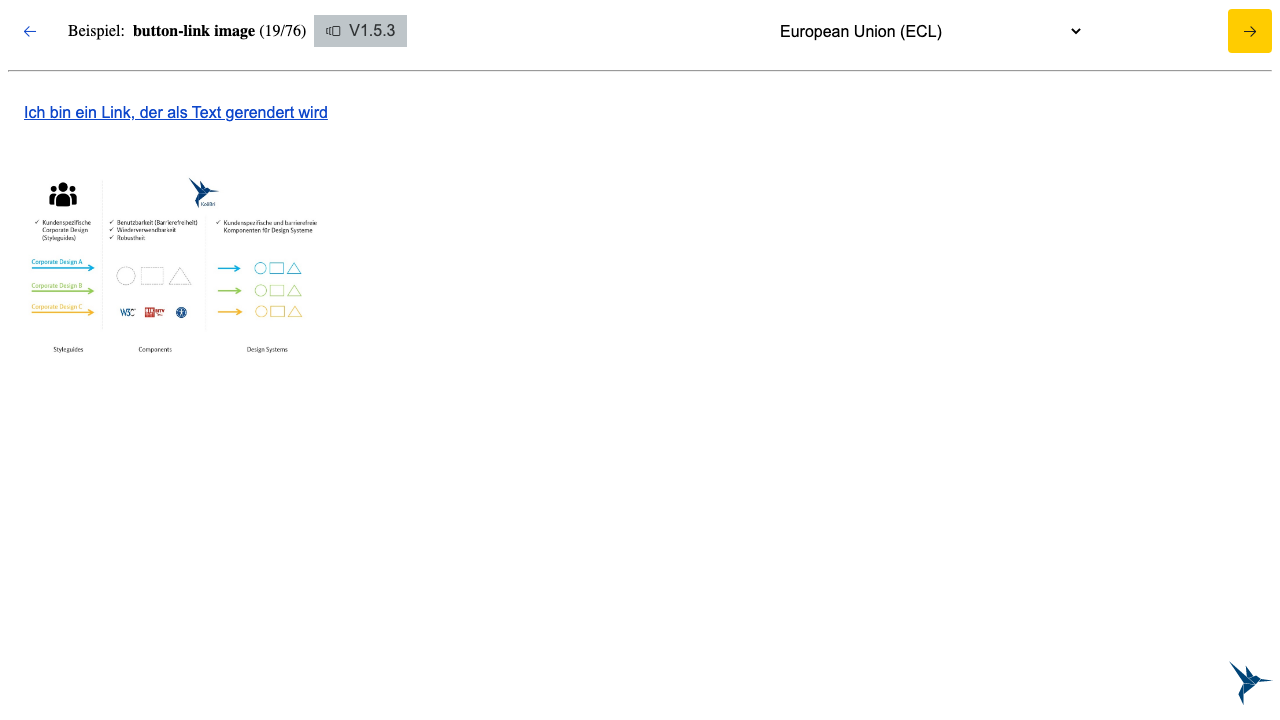 Beispiel: button-link image (19/76) V1.5.3 European Union (ECL)
Ich bin ein Link, der als Text gerendert wird
KoliBri
✓ Kundenspezifische Corporate Design (Styleguides)
✓ Benutzbarkeit (Barrierefreiheit)
✓ Wiederverwendbarkeit
✓ Robustheit
✓ Kundenspezifische und barrierefreie
Komponenten für Design Systeme
Corporate Design A
Corporate Design B
Corporate Design C
W3C BITV
Styleguides Components Design Systems